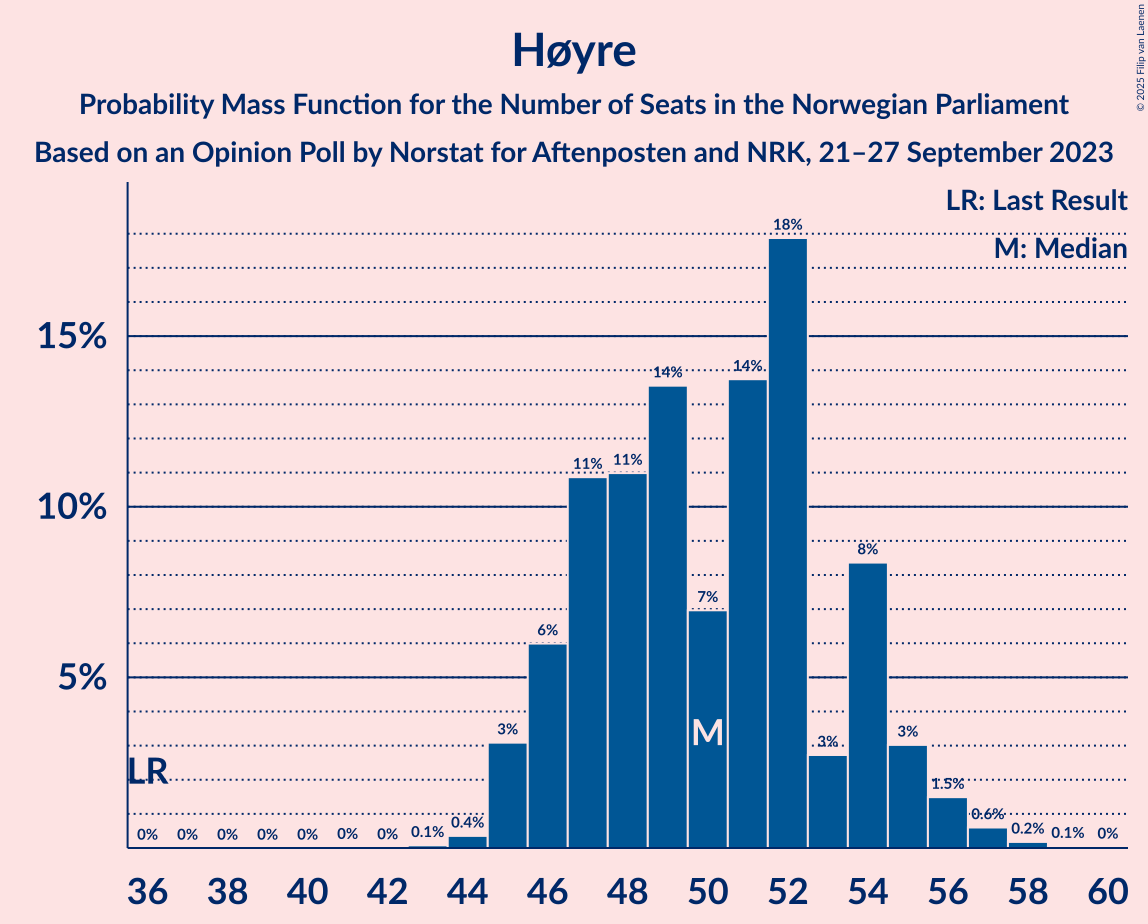 Høyre
Probability Mass Function for the Number of Seats in the Norwegian Parliament
Based on an Opinion Poll by Norstat for Aftenposten and NRK, 21–27 September 2023
© 2025 Filip van Laenen
LR: Last Result
M: Median
15%
10%
5%
LR
M
0% 0% 0% 0% 0% 0% 0% 0.1% 0.4% 3% 6% 11% 11% 14% 7% 14% 18% 3% 8% 3% 1.5% 0.6% 0.2% 0.1% 0%
36 38 40 42 44 46 48 50 52 54 56 58 60